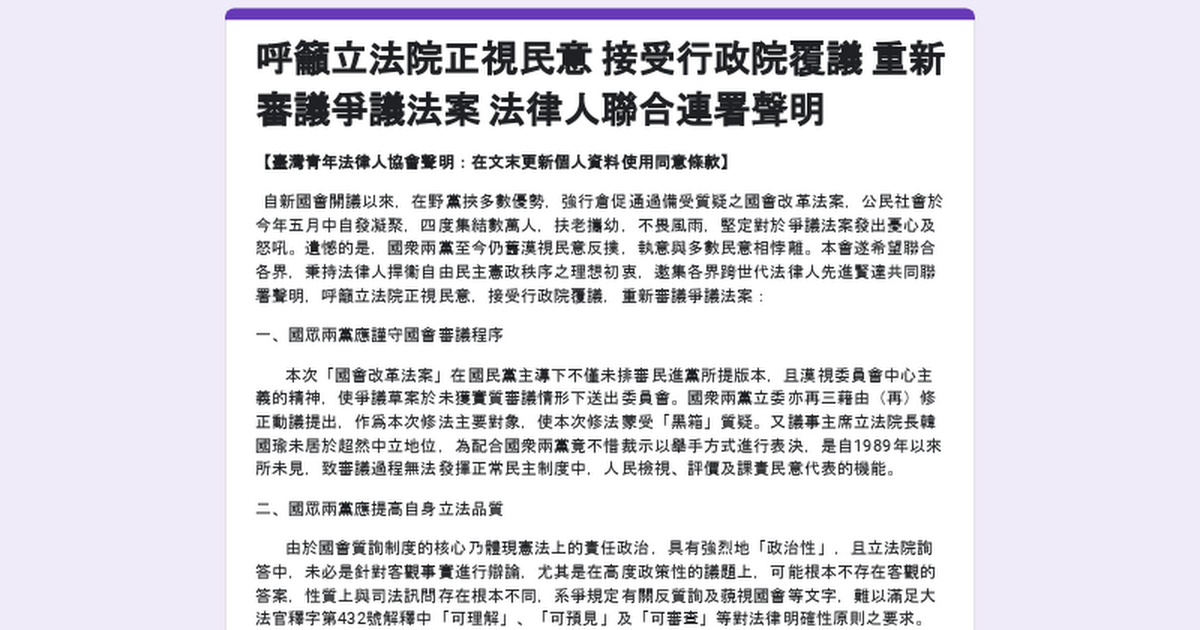 呼籲立法院正視民意 接受行政院覆議 重新
審議爭議法案 法律人聯合連署聲明
【臺灣青年法律人協會聲明：在文末更新個人資料使用同意條款】
自新國會開議以來，在野黨挾多數優勢，強行倉促通過備受質疑之國會改革法案，公民社會於
今年五月中自發凝聚，四度集結數萬人，扶老攜幼，不畏風雨，堅定對於爭議法案發出憂心及
怒吼。遺憾的是，國眾兩黨至今仍舊漠視民意反撲，執意與多數民意相悖離。本會遂希望聯合
各界，秉持法律人捍衛自由民主憲政秩序之理想初衷，邀集各界跨世代法律人先進賢達共同聯
署聲明，呼籲立法院正視民意，接受行政院覆議，重新審議爭議法案：
一、國眾兩黨應謹守國會審議程序
本次「國會改革法案」在國民黨主導下不僅未排審民進黨所提版本，且漠視委員會中心主
義的精神，使爭議草案於未獲實質審議情形下送出委員會。國眾兩黨立委亦再三藉由（再）修
正動議提出，作為本次修法主要對象，使本次修法蒙受「黑箱」質疑。又議事主席立法院長韓
國瑜未居於超然中立地位，為配合國眾兩黨竟不惜裁示以舉手方式進行表決，是自1989年以來
所未見，致審議過程無法發揮正常民主制度中，人民檢視、評價及課責民意代表的機能。
二、國眾兩黨應提高自身立法品質
由於國會質詢制度的核心乃體現憲法上的責任政治，具有強烈地「政治性」，且立法院詢
答中，未必是針對客觀事實進行辯論，尤其是在高度政策性的議題上，可能根本不存在客觀的
答案，性質上與司法訊問存在根本不同，系爭規定有關反質詢及藐視國會等文字，難以滿足大
法官釋字第432號解釋中「可理解」、「可預見」及「可審查」等對法律明確性原則之要求。